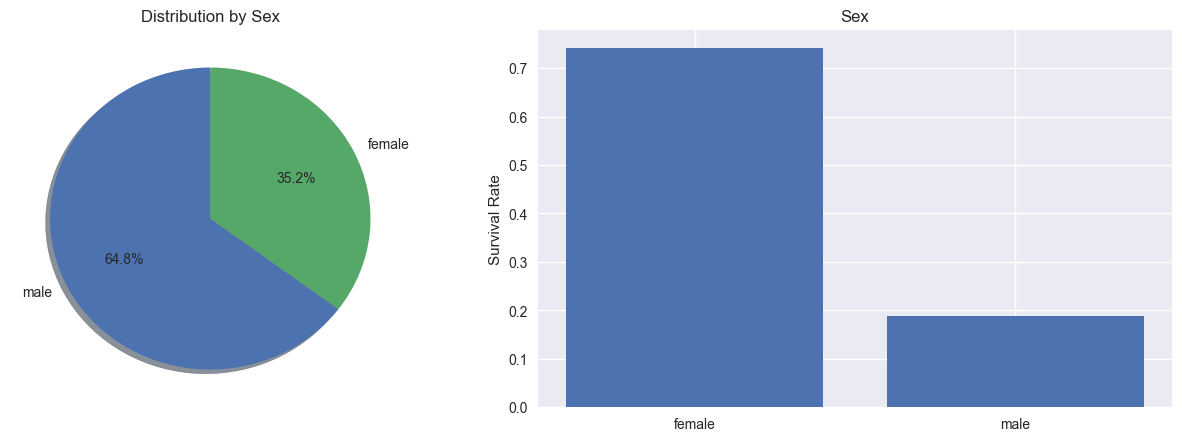 Distribution by Sex
female
35.2%
64.8%
male
Sex
Survival Rate
0.7
0.6
0.5
0.4
0.3
0.2
0.1
0.0
female
male